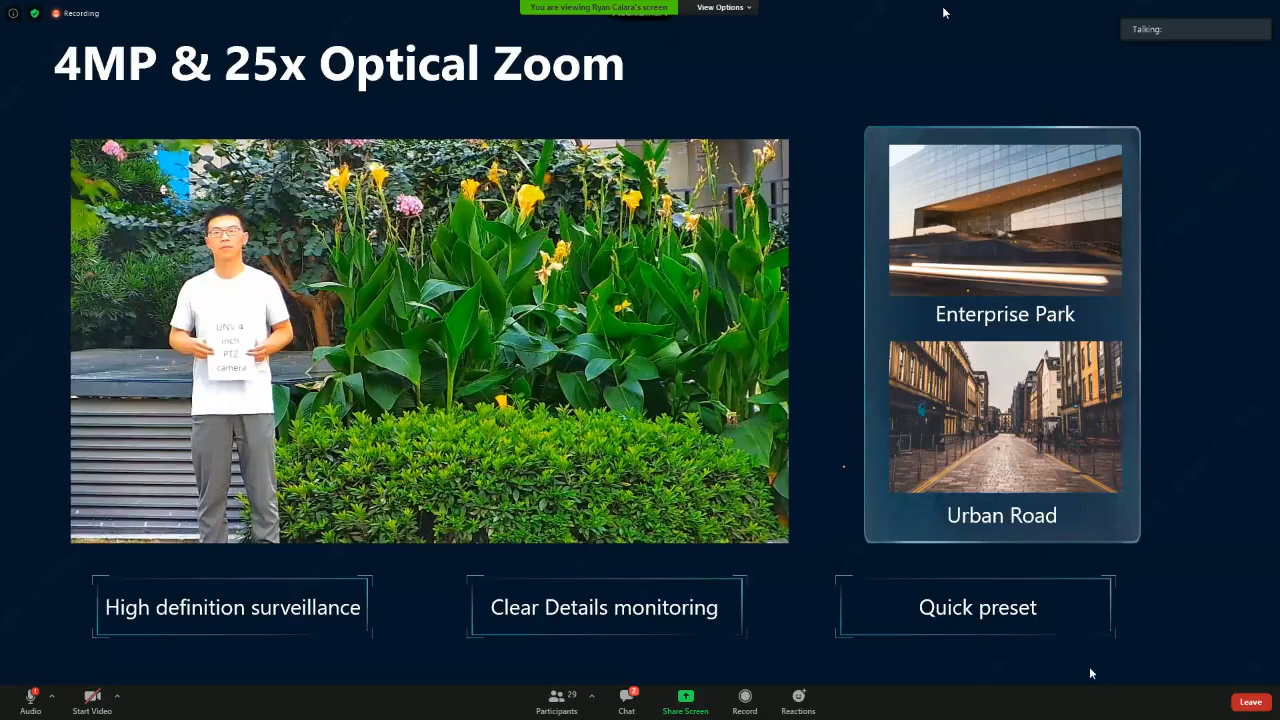 Recording
You are viewing Ryan Calara's screen
View Options
Talking:
4MP & 25x Optical Zoom
UNV 4
inch
PTZ
camera
Enterprise Park
Urban Road
High definition surveillance
Clear Details monitoring
Quick preset
Audio
Start Video
Participants
29
Chat
2
Share Screen
Record
Reactions
Leave